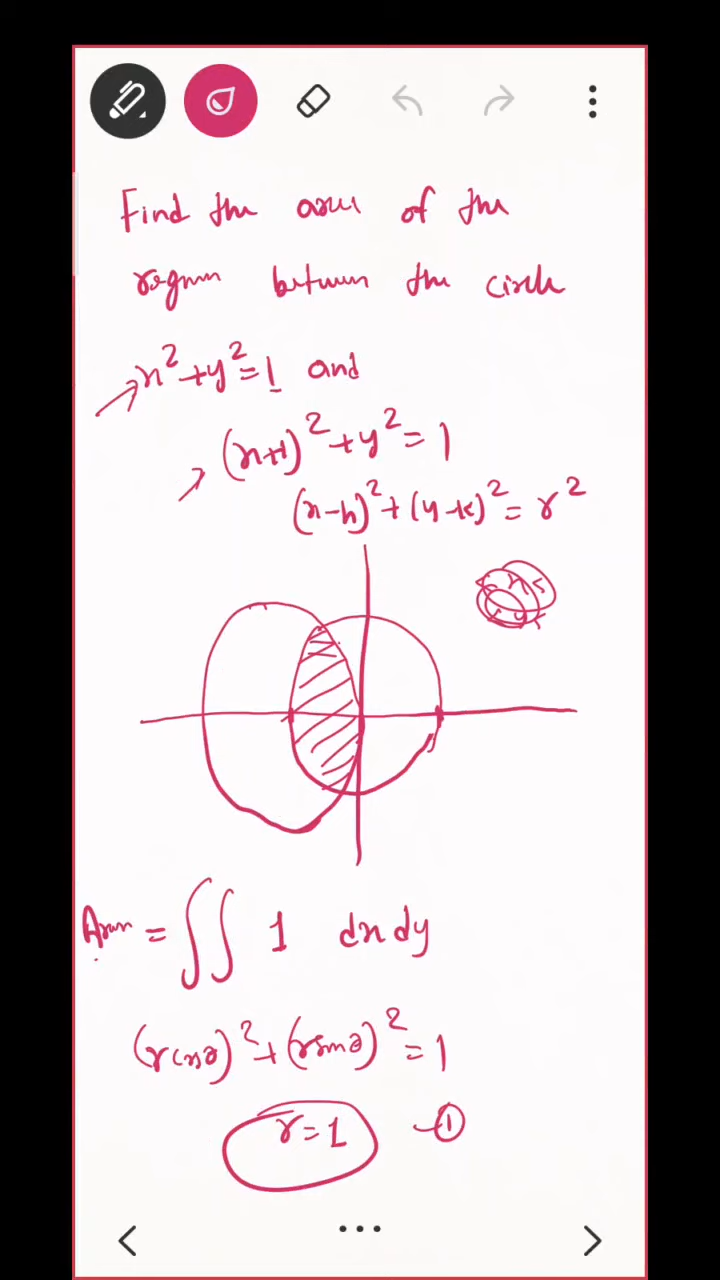 Find the area of the
region between the circle
x²+y²=1 and
(x+1)²+y²=1
(x-h)²+(y-k)²=r²
Area = ∫∫ 1 dx dy
(r cosθ)²+(r sinθ)²=1
r=1 -①